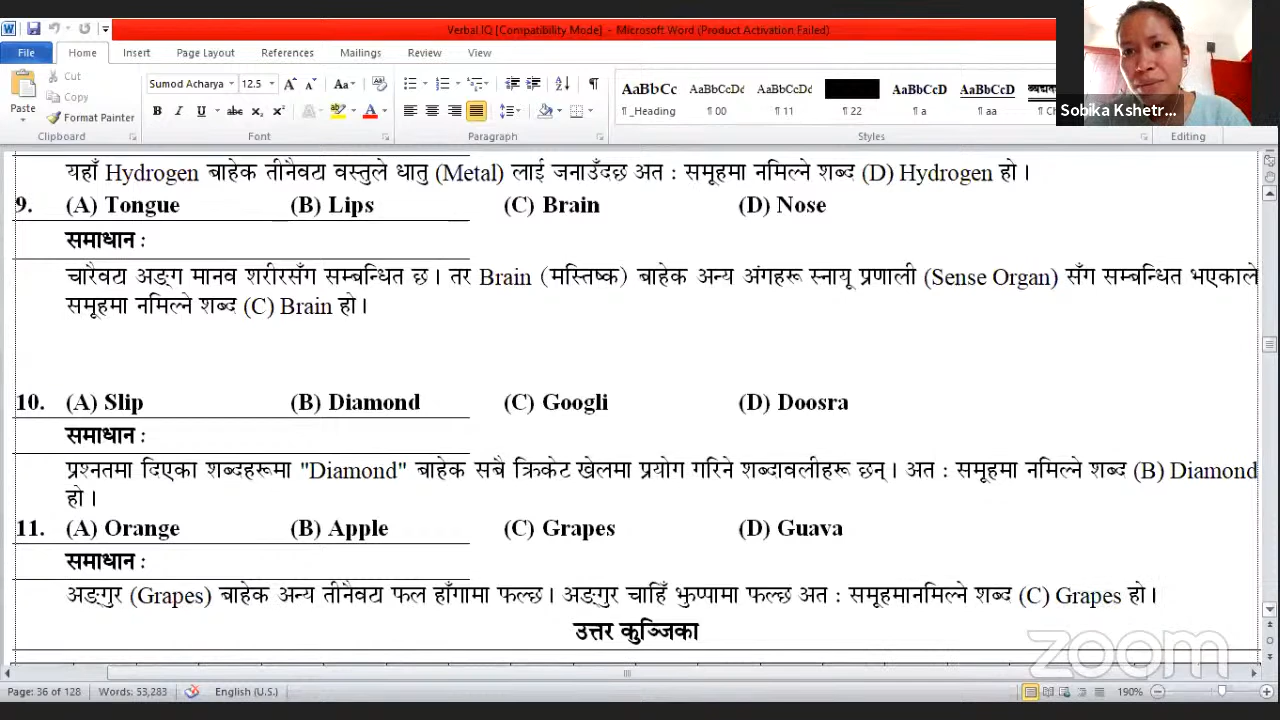 Verbal IQ [Compatibility Mode] - Microsoft Word (Product Activation Failed)
File Home Insert Page Layout References Mailings Review View
Paste
Cut
Copy
Format Painter
Clipboard
Sumod Acharya 12.5
Font
Paragraph
AaBbCc AaBbCcDc AaBbCcDc AaBbCcD AaBbCcD
¶ _Heading ¶ 00 ¶ 11 ¶ 22 ¶ a ¶ aa
Styles
Editing
Sobika Kshetr...
यहाँ Hydrogen बाहेक तीनैवटा वस्तुले धातु (Metal) लाई जनाउँदछ अत : समूहमा नमिल्ने शब्द (D) Hydrogen हो ।
9. (A) Tongue (B) Lips (C) Brain (D) Nose
समाधान :
चारैवटा अङ्ग मानव शरीरसँग सम्बन्धित छ । तर Brain (मस्तिष्क) बाहेक अन्य अंगहरू स्नायू प्रणाली (Sense Organ) सँग सम्बन्धित भएकाले
समूहमा नमिल्ने शब्द (C) Brain हो ।
10. (A) Slip (B) Diamond (C) Googli (D) Doosra
समाधान :
प्रश्नतमा दिएका शब्दहरूमा "Diamond" बाहेक सबै क्रिकेट खेलमा प्रयोग गरिने शब्दावलीहरू छन् । अत : समूहमा नमिल्ने शब्द (B) Diamond
हो ।
11. (A) Orange (B) Apple (C) Grapes (D) Guava
समाधान :
अङ्गुर (Grapes) बाहेक अन्य तीनैवटा फल हाँगामा फल्छ । अङ्गुर चाहिँ झुप्पामा फल्छ अत : समूहमानमिल्ने शब्द (C) Grapes हो ।
उत्तर कुञ्जिका
zoom
Page: 36 of 128 Words: 53,283 English (U.S.) 190%